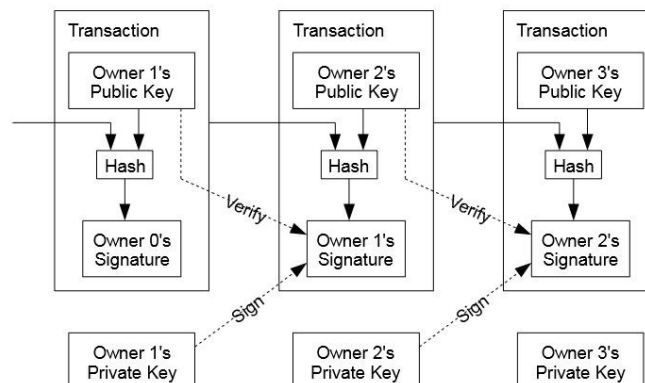 Transaction
Transaction
Transaction
Owner 1's
Public Key
Owner 2's
Public Key
Owner 3's
Public Key
Hash
Hash
Hash
Verify
Verify
Owner 0's
Signature
Owner 1's
Signature
Owner 2's
Signature
Sign
Sign
Owner 1's
Private Key
Owner 2's
Private Key
Owner 3's
Private Key